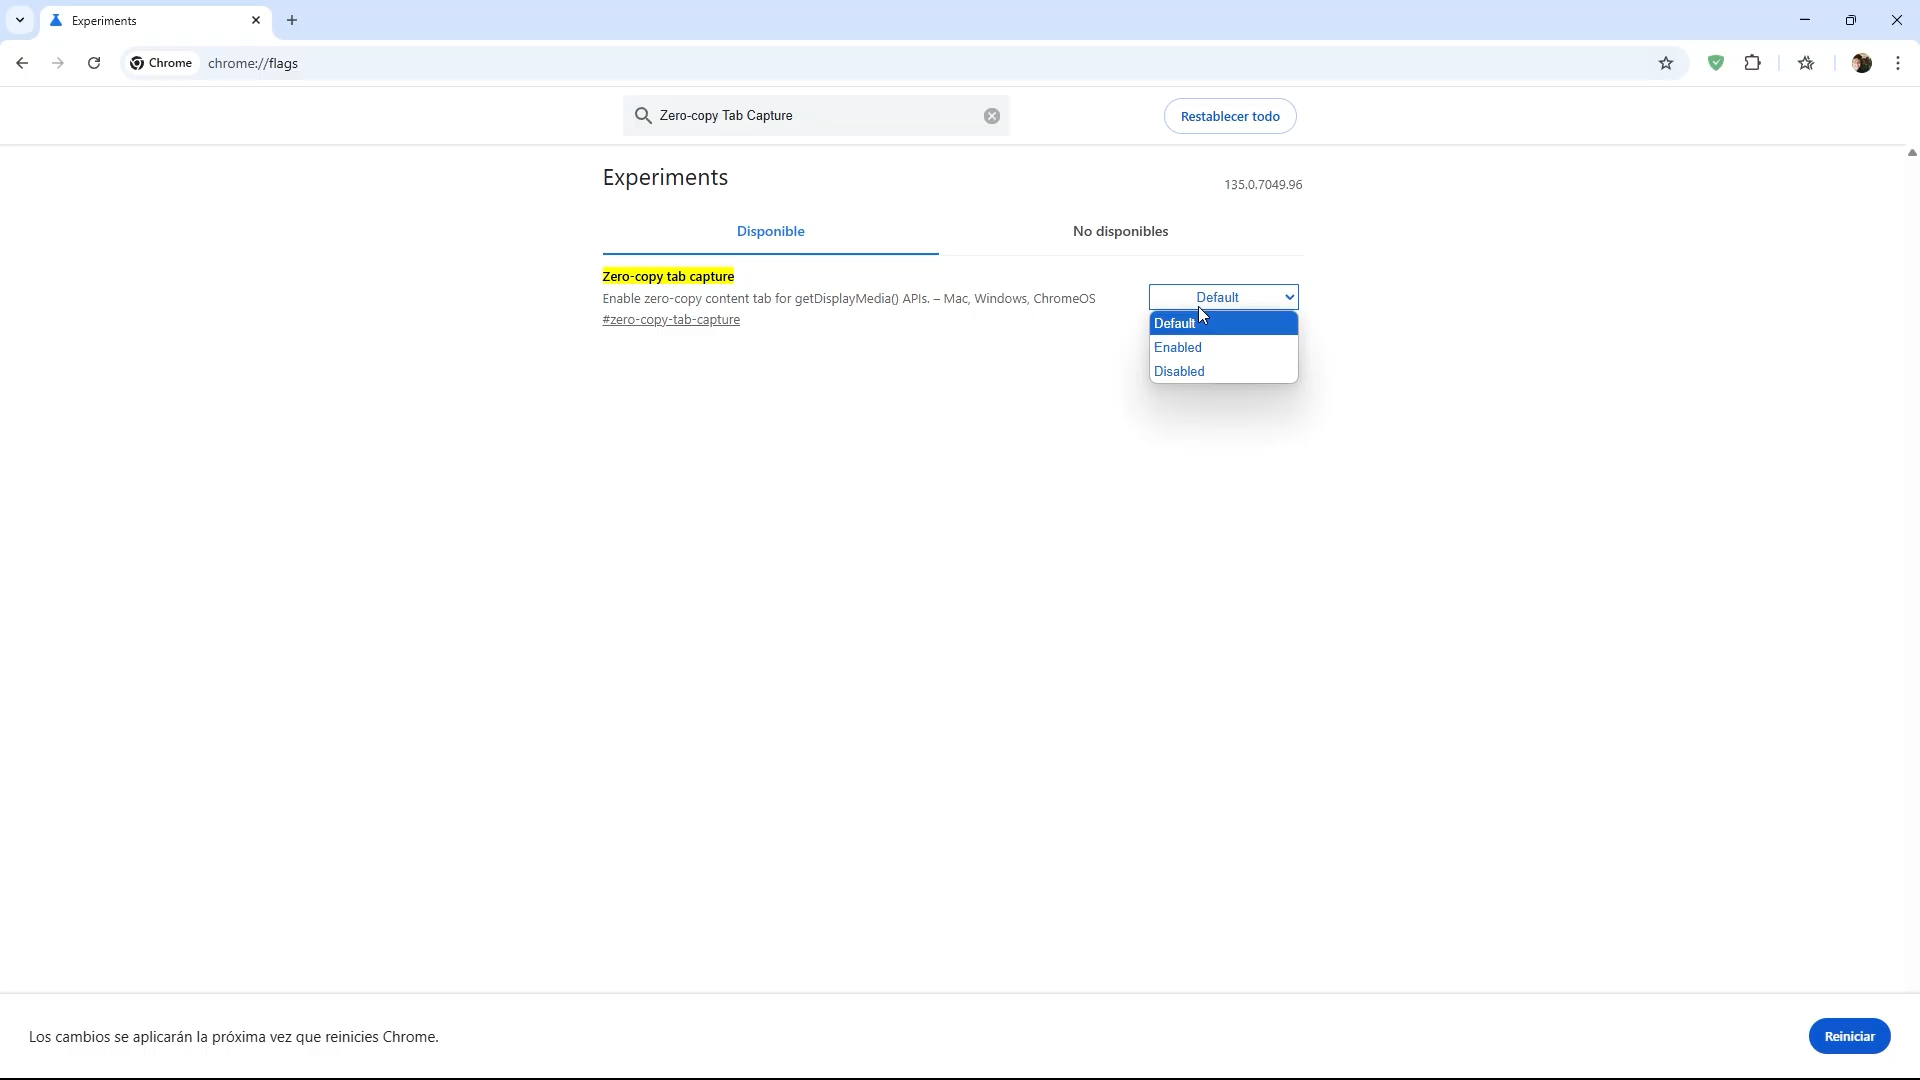 Experiments
Chrome
chrome://flags
Zero-copy Tab Capture
Restablecer todo
Experiments
135.0.7049.96
Disponible
No disponibles
Zero-copy tab capture
Enable zero-copy content tab for getDisplayMedia() APIs. – Mac, Windows, ChromeOS
#zero-copy-tab-capture
Default
Default
Enabled
Disabled
Los cambios se aplicarán la próxima vez que reinicies Chrome.
Reiniciar